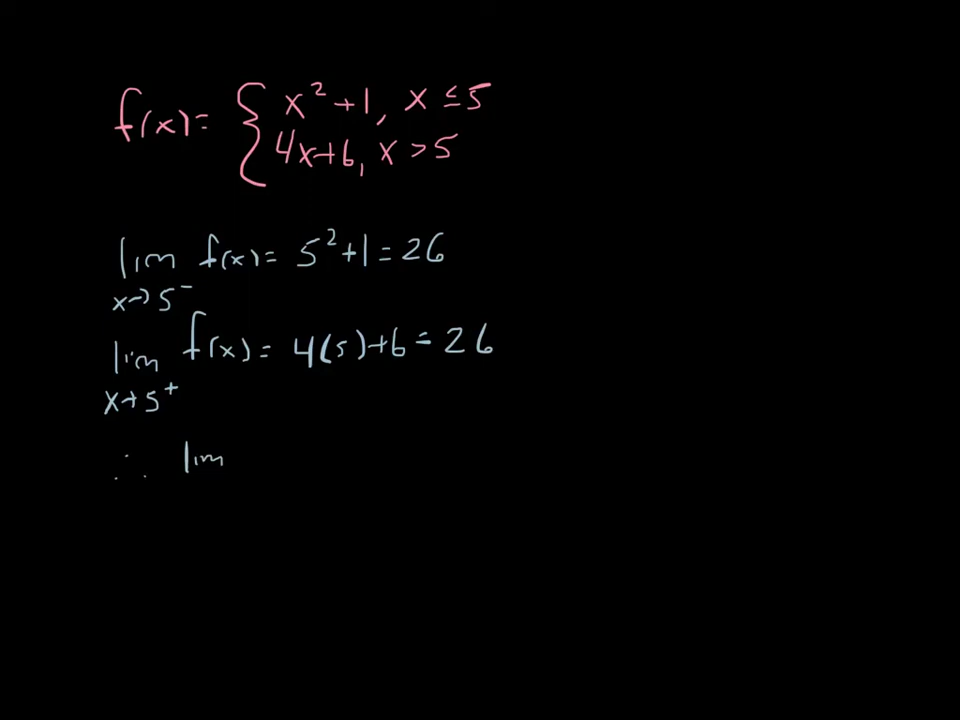 f(x)= { x²+1, x ≤5
4x+6, x >5
lim f(x)= 5²+1=26
x→5⁻
lim f(x)= 4(5)+6=26
x→5⁺
∴ lim